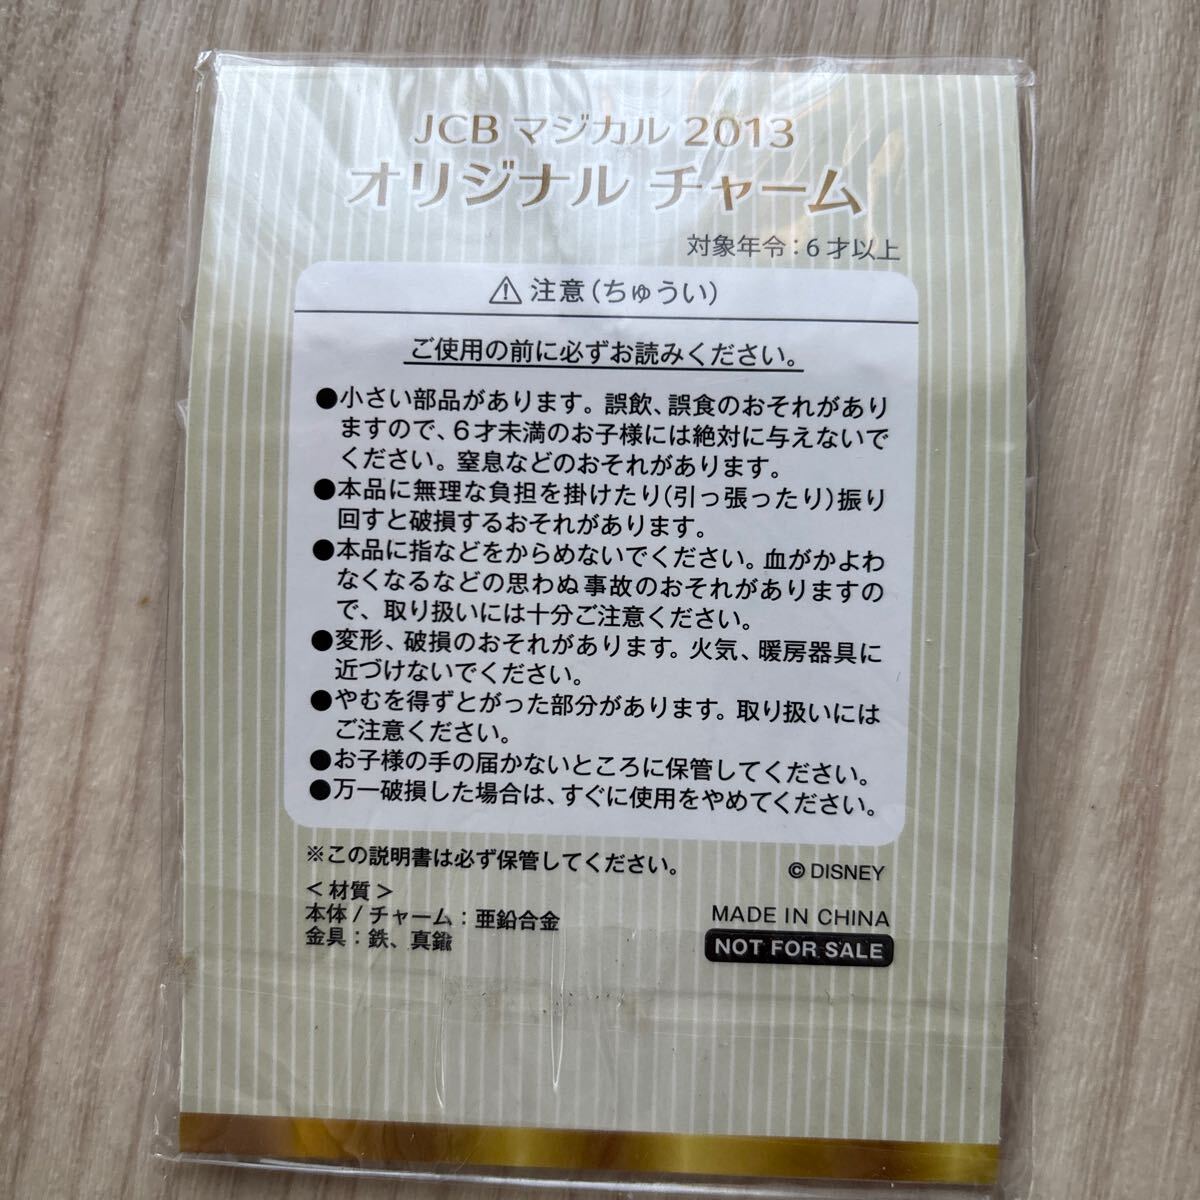 JCB マジカル 2013
オリジナル チャーム
対象年令：6才以上
⚠ 注意（ちゅうい）
ご使用の前に必ずお読みください。
●小さい部品があります。誤飲、誤食のおそれがあり
ますので、6才未満のお子様には絶対に与えないで
ください。窒息などのおそれがあります。
●本品に無理な負担を掛けたり（引っ張ったり）振り
回すと破損するおそれがあります。
●本品に指などをからめないでください。血がかよわ
なくなるなどの思わぬ事故のおそれがありますの
で、取り扱いには十分ご注意ください。
●変形、破損のおそれがあります。火気、暖房器具に
近づけないでください。
●やむを得ずとがった部分があります。取り扱いには
ご注意ください。
●お子様の手の届かないところに保管してください。
●万一破損した場合は、すぐに使用をやめてください。
※この説明書は必ず保管してください。
© DISNEY
＜材質＞
本体 / チャーム：亜鉛合金
金具：鉄、真鍮
MADE IN CHINA
NOT FOR SALE